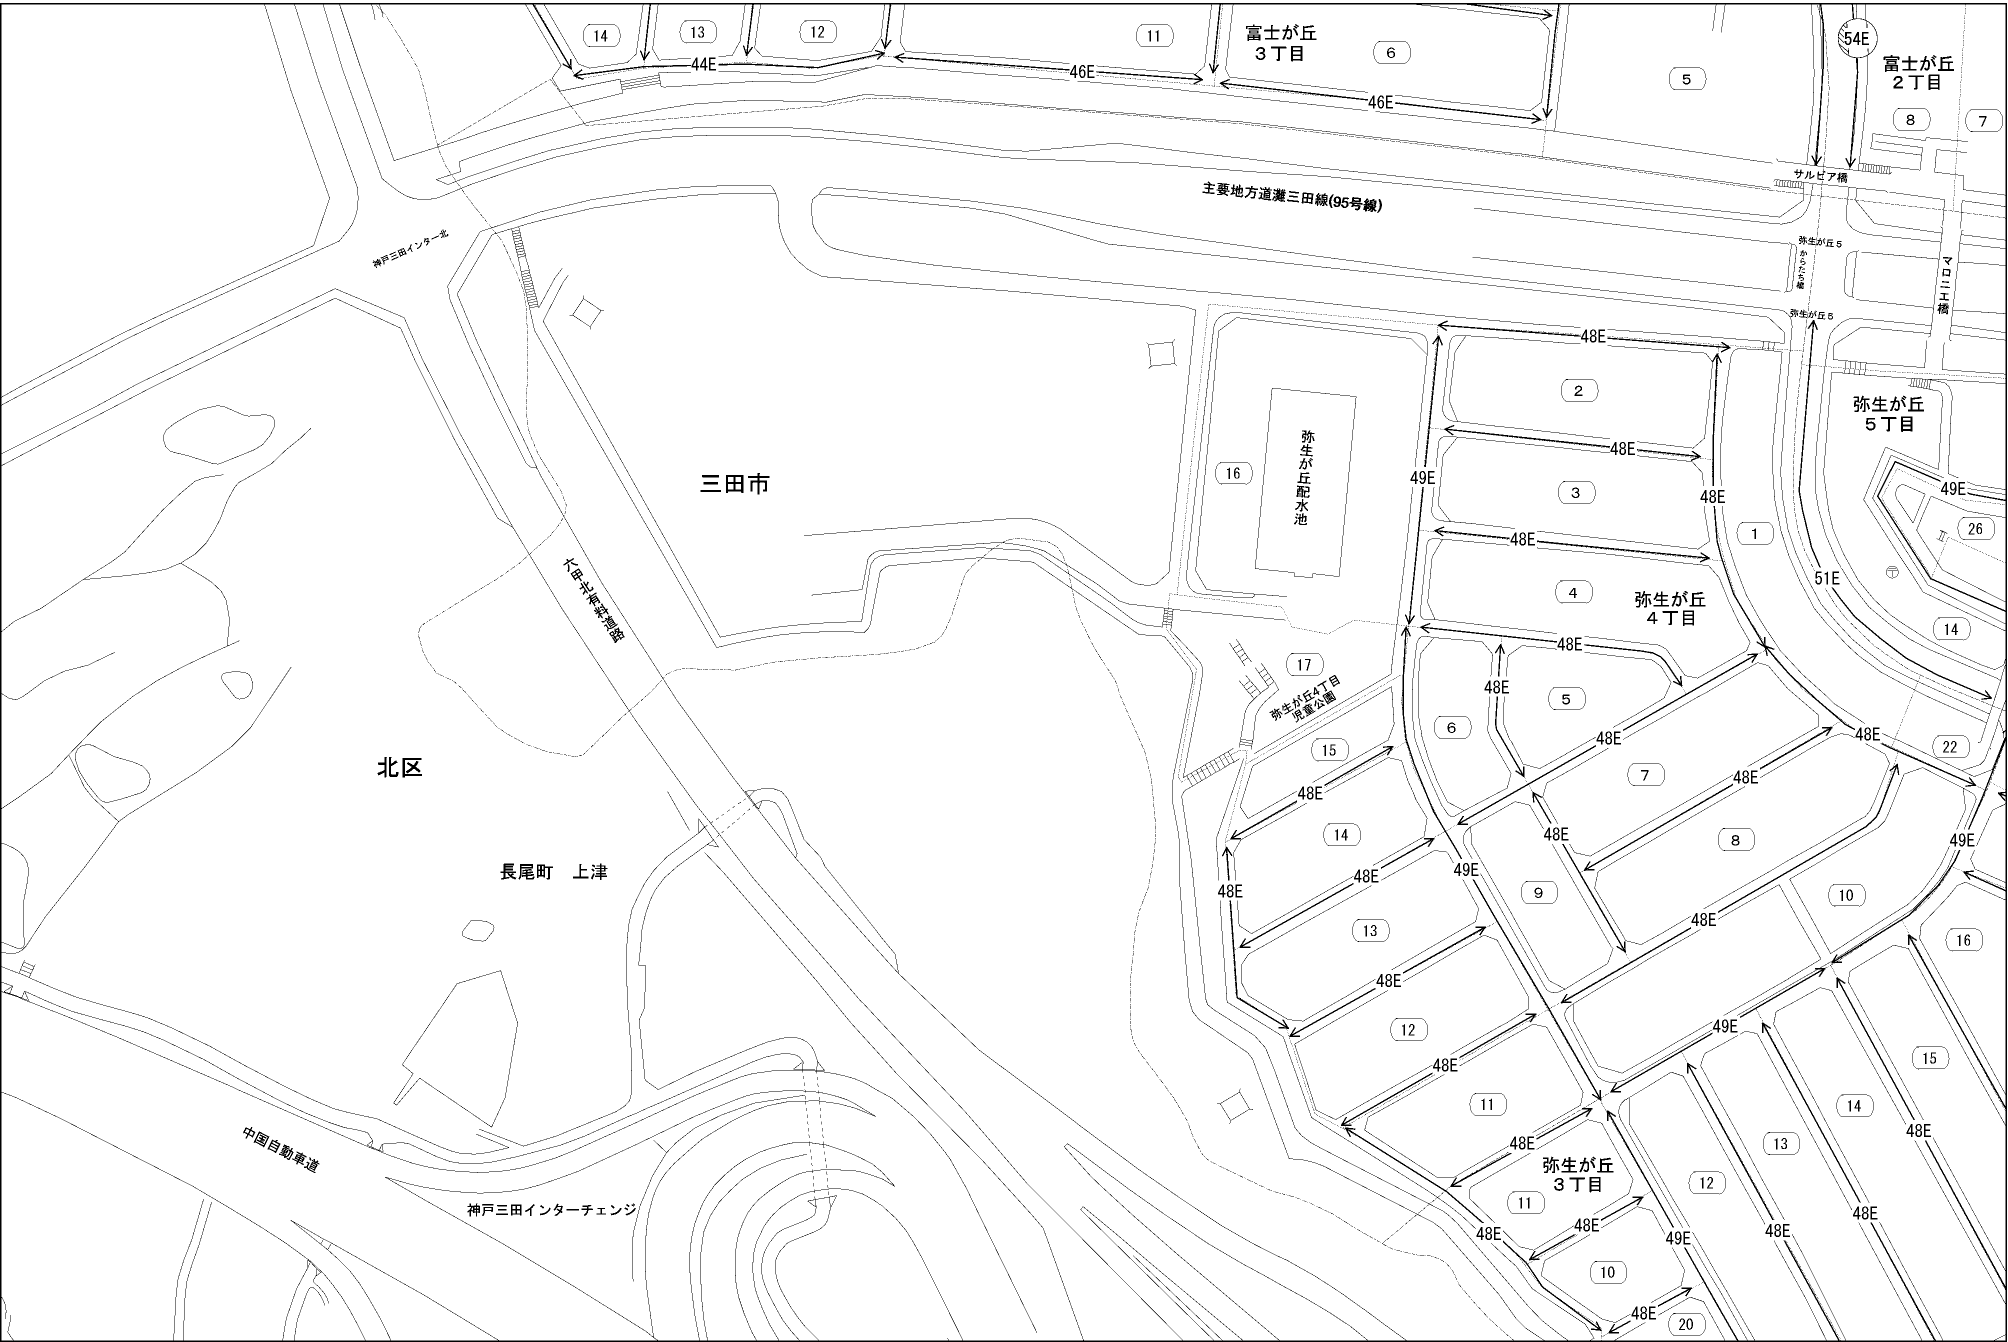 14
13
12
11
富士が丘
3丁目
6
5
54E
富士が丘
2丁目
8
7
44E
46E
46E
サルビア橋
主要地方道灘三田線(95号線)
神戸三田インター北
弥生が丘5
からたち橋
マロニエ橋
弥生が丘5
48E
2
弥生が丘
5丁目
三田市
16
弥生が丘配水池
49E
48E
3
48E
1
49E
26
〒
48E
51E
六甲北有料道路
4
弥生が丘
4丁目
14
48E
17
弥生が丘4丁目
児童公園
48E
5
6
48E
48E
22
15
北区
48E
7
48E
14
48E
8
49E
長尾町 上津
48E
49E
48E
9
10
13
48E
16
48E
12
49E
15
48E
11
14
48E
中国自動車道
48E
13
弥生が丘
3丁目
12
神戸三田インターチェンジ
11
48E
48E
48E
49E
48E
10
48E
20